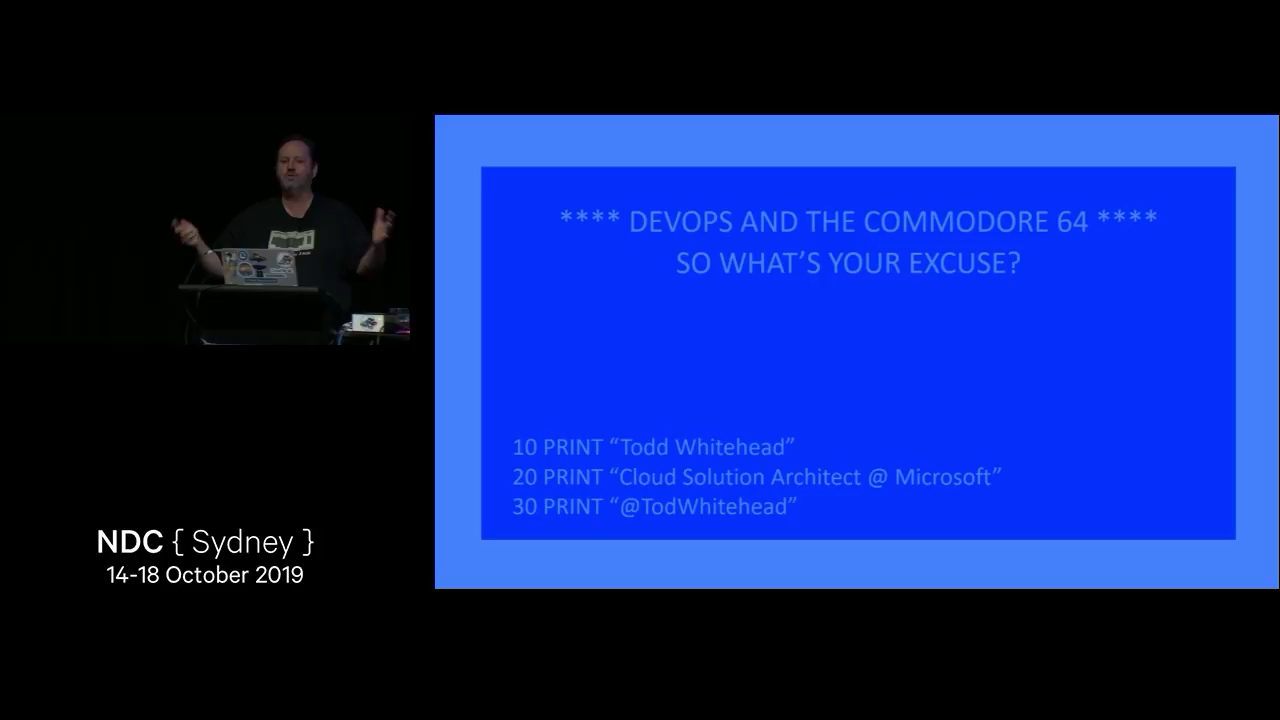 **** DEVOPS AND THE COMMODORE 64 ****
SO WHAT’S YOUR EXCUSE?
10 PRINT “Todd Whitehead”
20 PRINT “Cloud Solution Architect @ Microsoft”
30 PRINT “@TodWhitehead”
NDC { Sydney }
14-18 October 2019